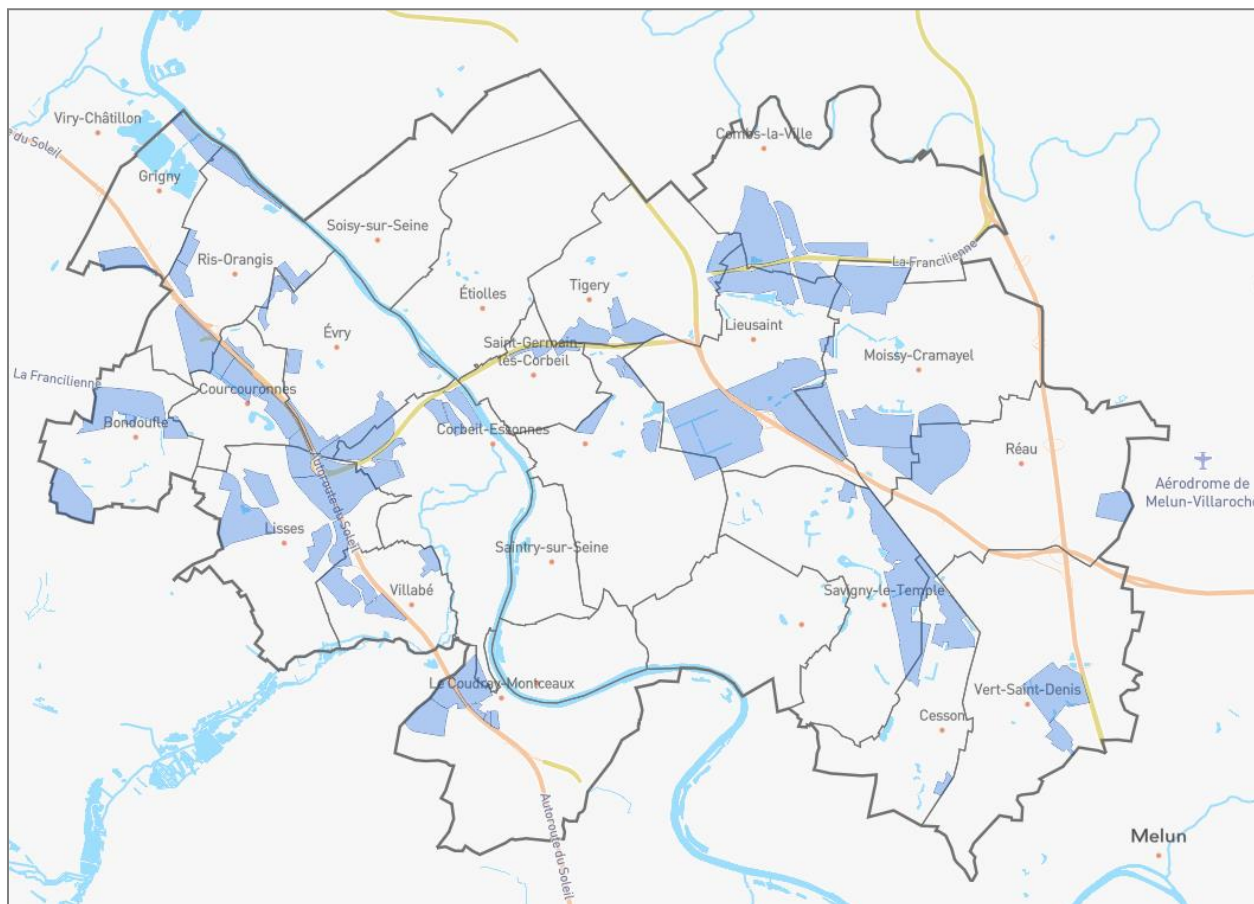 Viry-Châtillon
Combs-la-Ville
e du Soleil
Grigny
Soisy-sur-Seine
Ris-Orangis
La Francilienne
Étiolles
Tigery
Lieusaint
Évry
Saint-Germain
lès-Corbeil
Moissy-Cramayel
La Francilienne
Courcouronnes
Bondoufle
Corbeil-Essonnes
Réau
Aérodrome de
Melun-Villaroche
Autoroute du Soleil
Lisses
Saintry-sur-Seine
Villabé
Savigny-le-Temple
Le Coudray-Montceaux
Vert-Saint-Denis
Cesson
Autoroute du Soleil
Melun